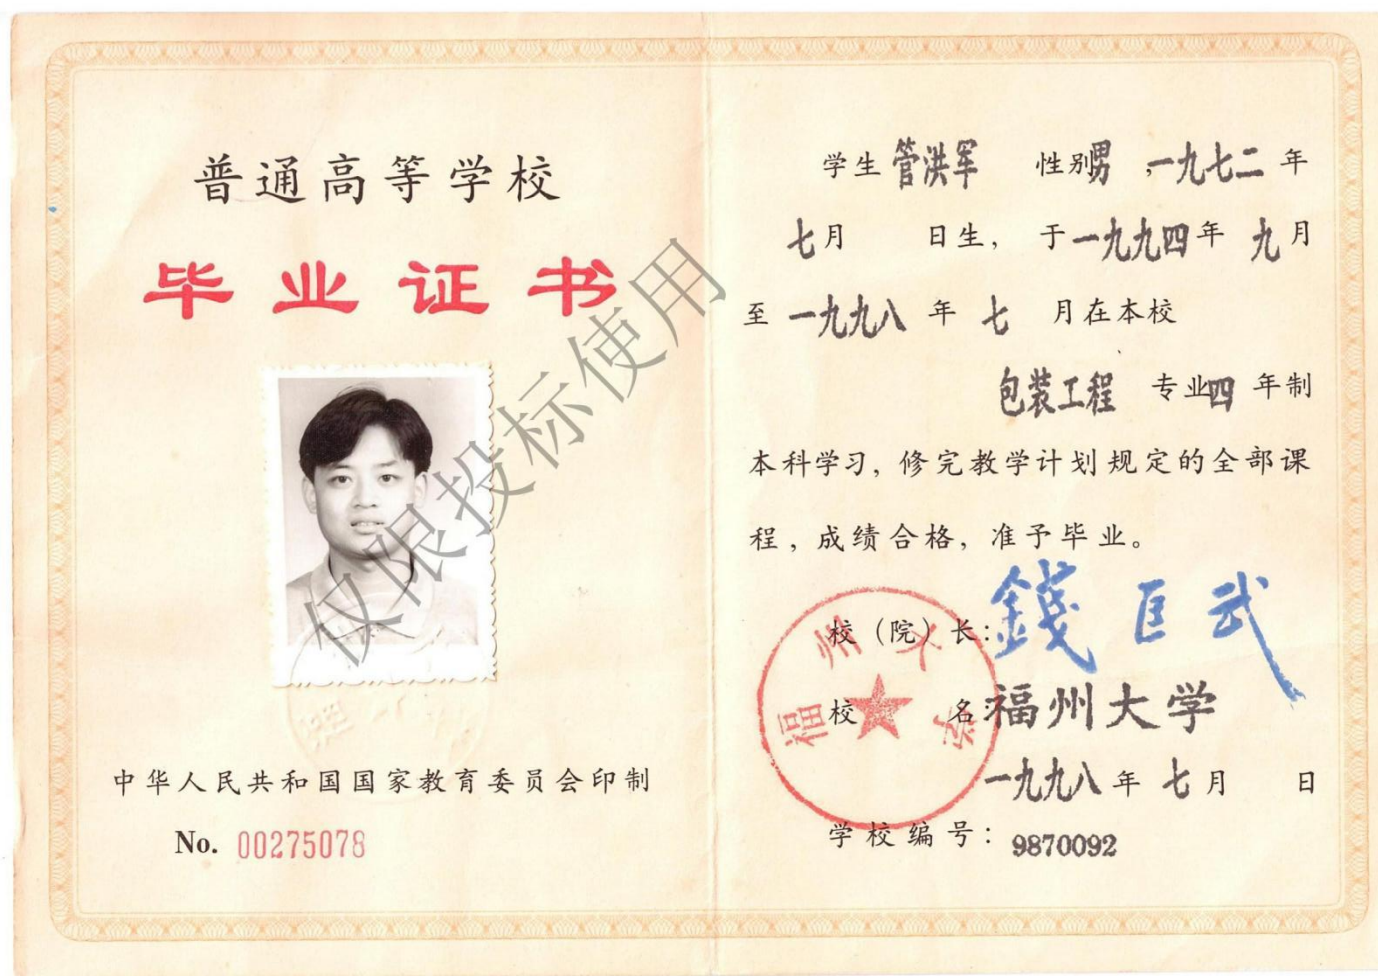 普通高等学校
毕业证书
中华人民共和国国家教育委员会印制
No. 00275078
学生管洪军 性别男,一九七二年
七月 日生, 于一九九四年 九月
至一九九八年七 月在本校
包装工程 专业四年制
本科学习, 修完教学计划规定的全部课
程, 成绩合格, 准予毕业。
校(院)长:錢匡武
校 名:福州大学
一九九八年七月 日
学校编号:9870092
福州大学
仅限投标使用